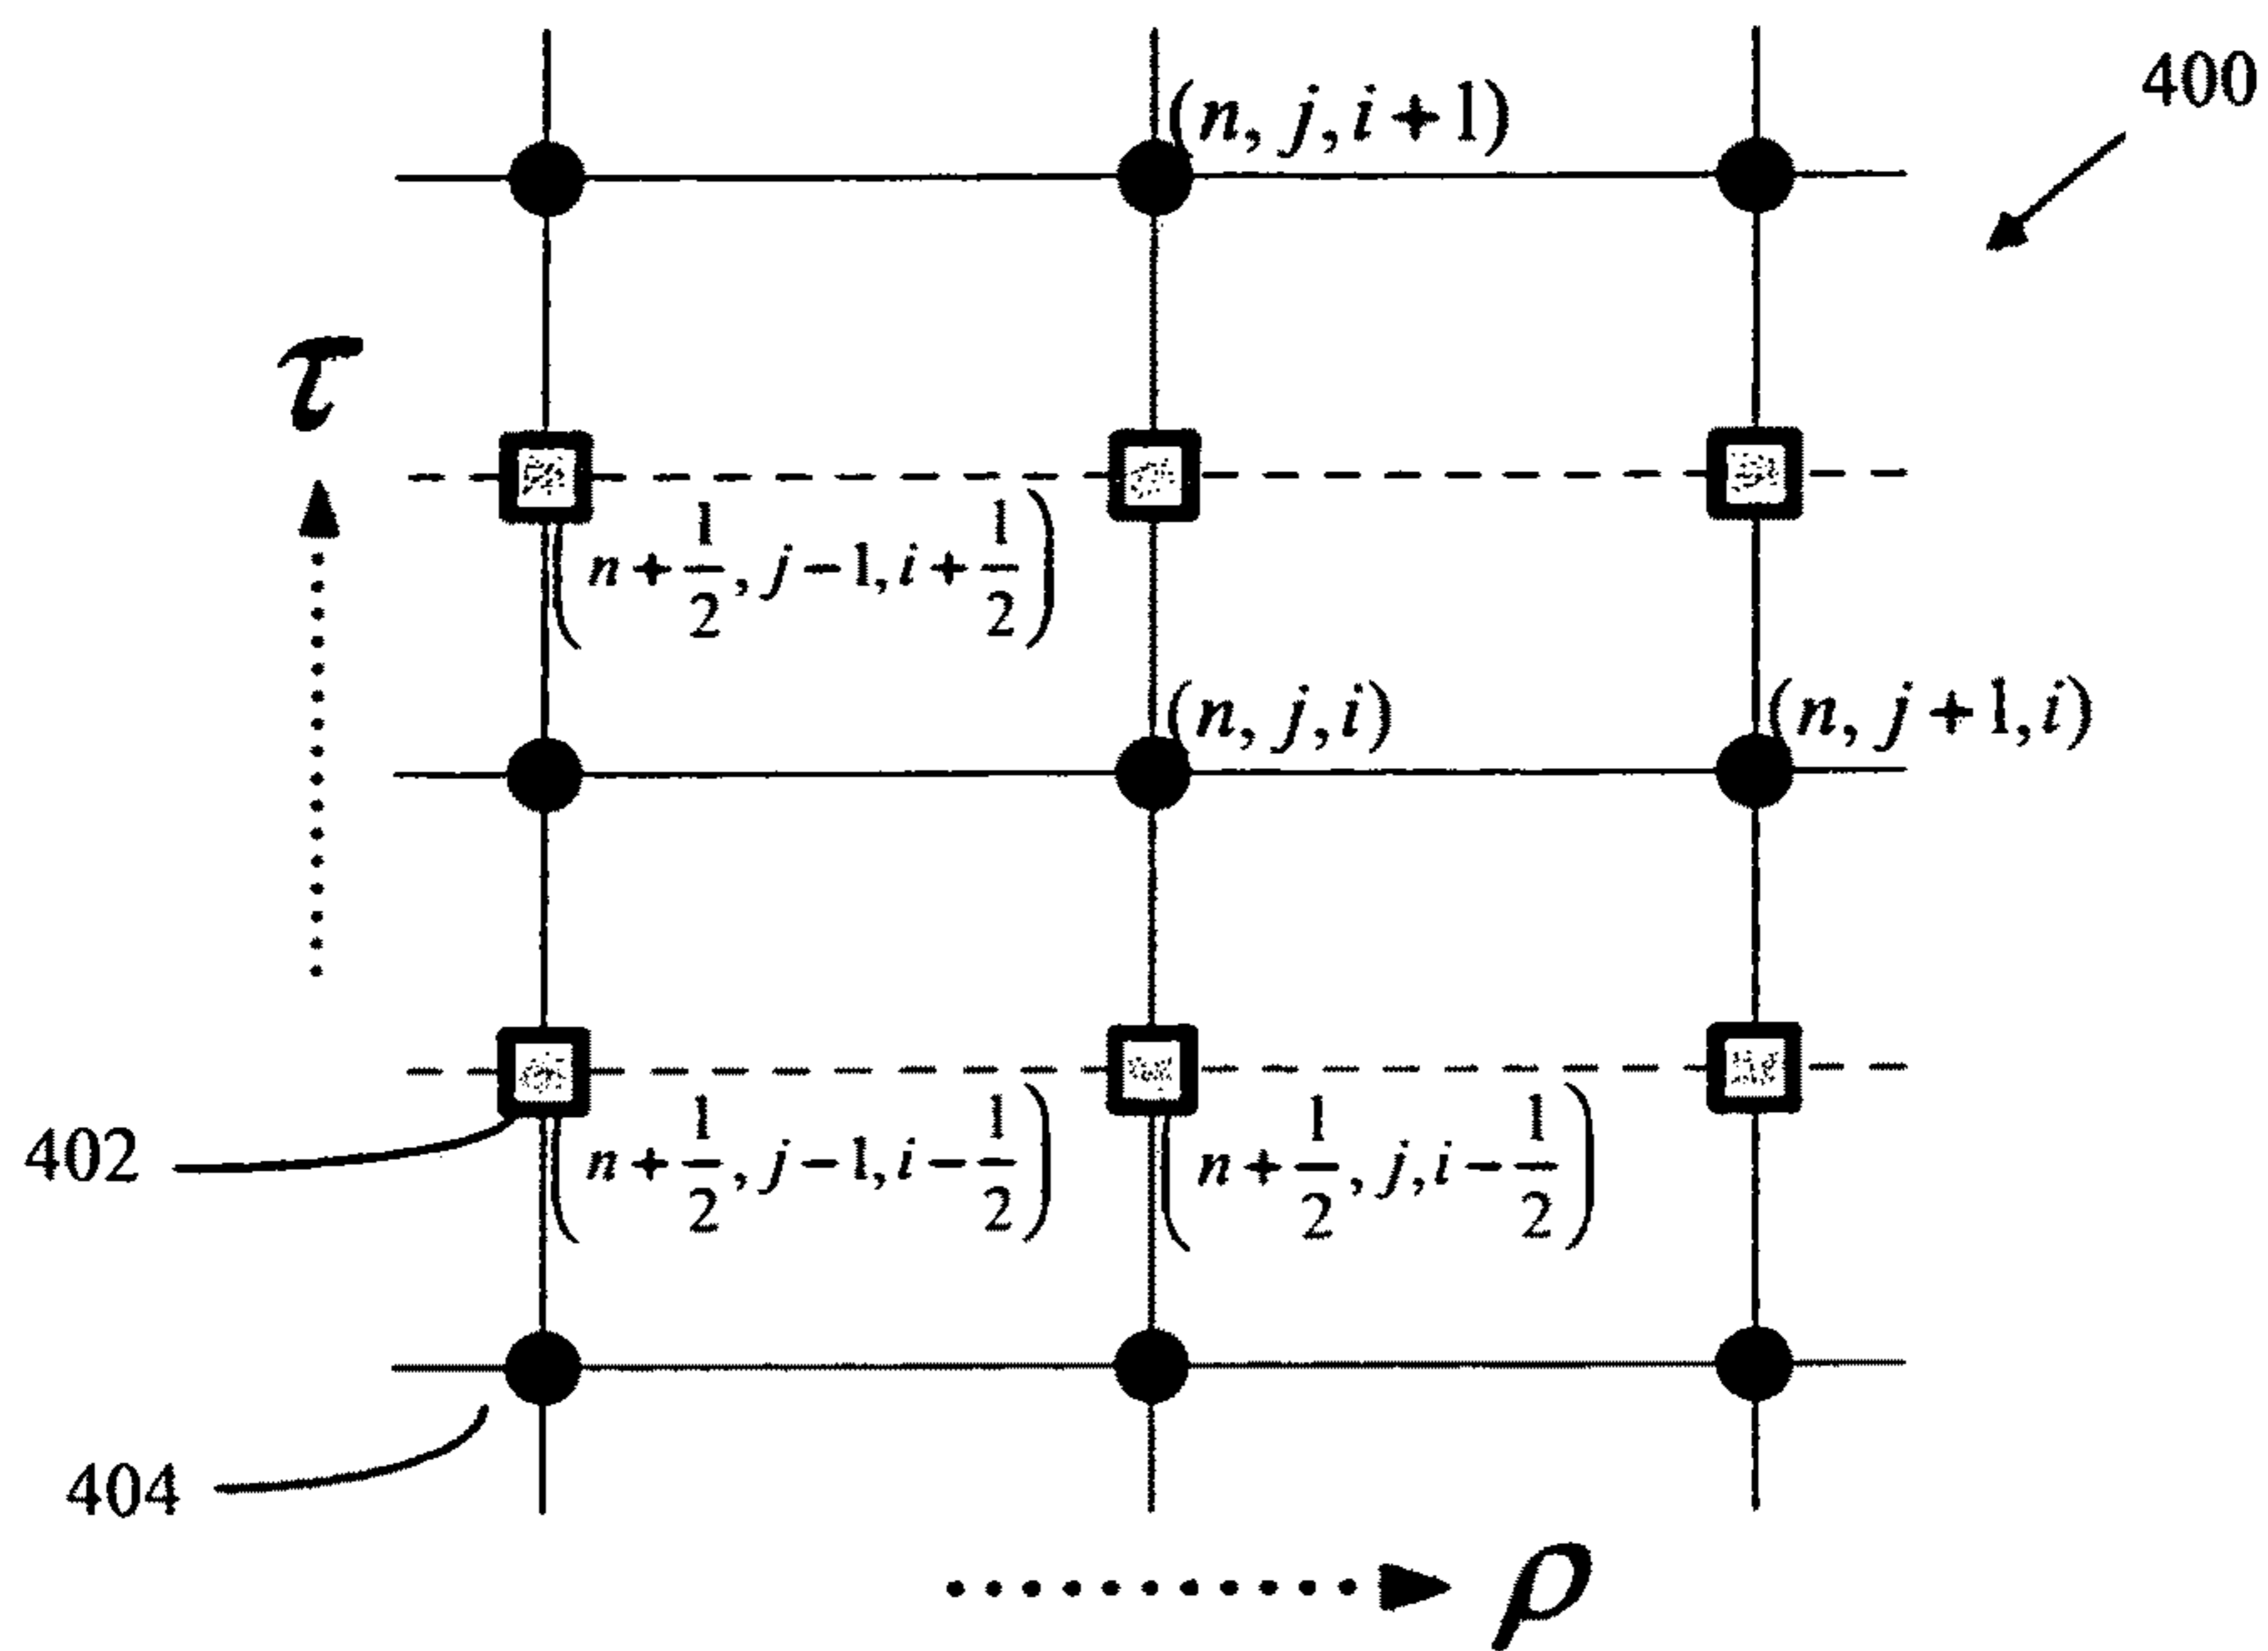 400
(n, j, i + 1)
τ
(n + 1/2, j − 1, i + 1/2)
(n, j, i)
(n, j + 1, i)
402
(n + 1/2, j − 1, i − 1/2)
(n + 1/2, j, i − 1/2)
404
ρ